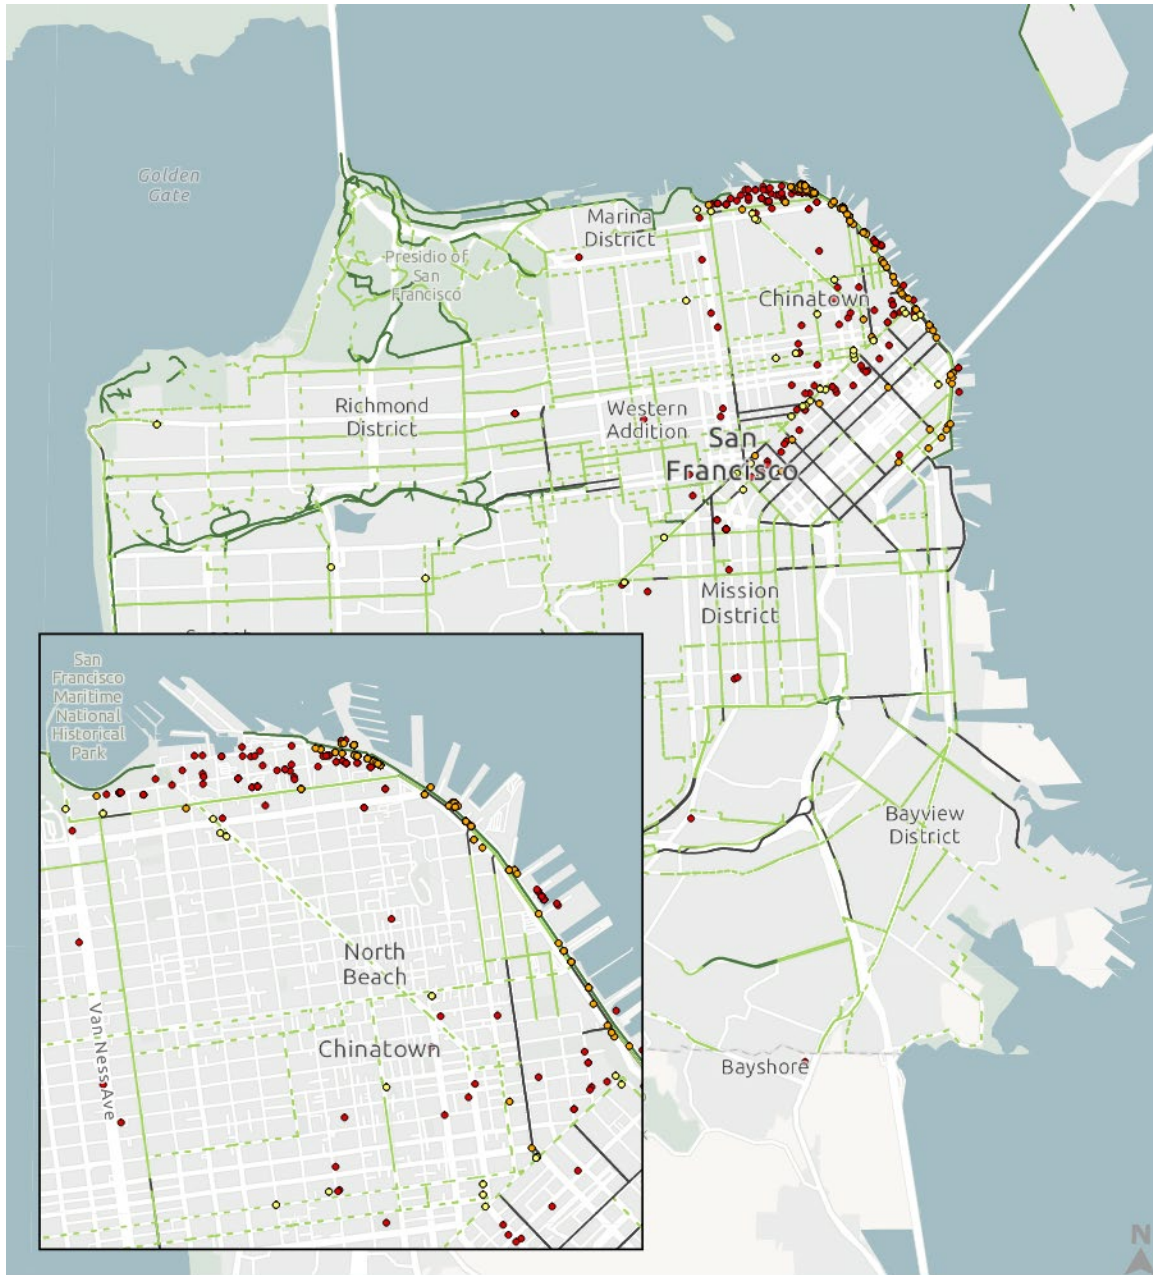 Golden
Gate
Marina
District
Presidio of
San
Francisco
Chinatown
Richmond
District
Western
Addition
San
Francisco
Mission
District
Bayview
District
Bayshore
San
Francisco
Maritime
National
Historical
Park
North
Beach
Chinatown
Van Ness Ave
N